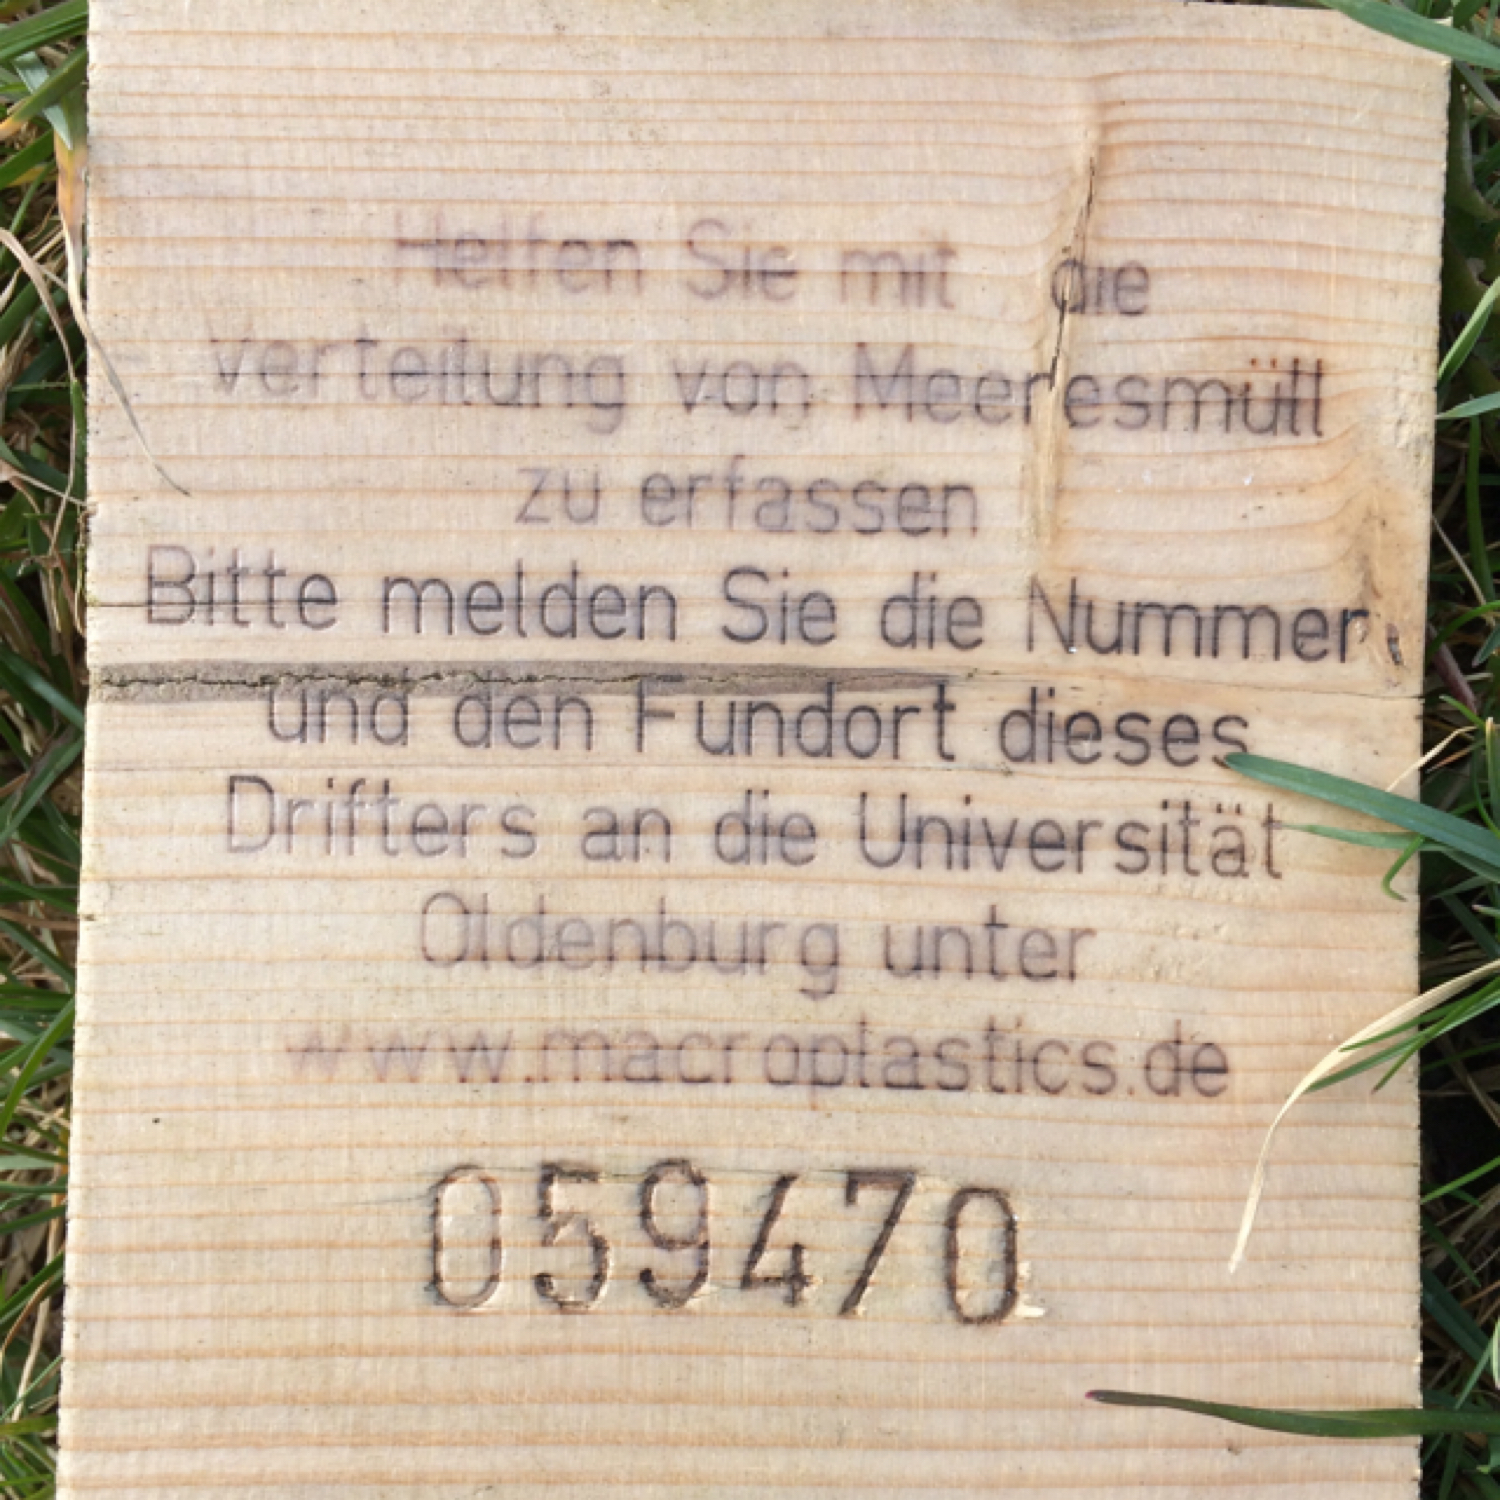 Helfen Sie mit die
Verteilung von Meeresmüll
zu erfassen
Bitte melden Sie die Nummer
und den Fundort dieses
Drifters an die Universität
Oldenburg unter
www.macroplastics.de
059470